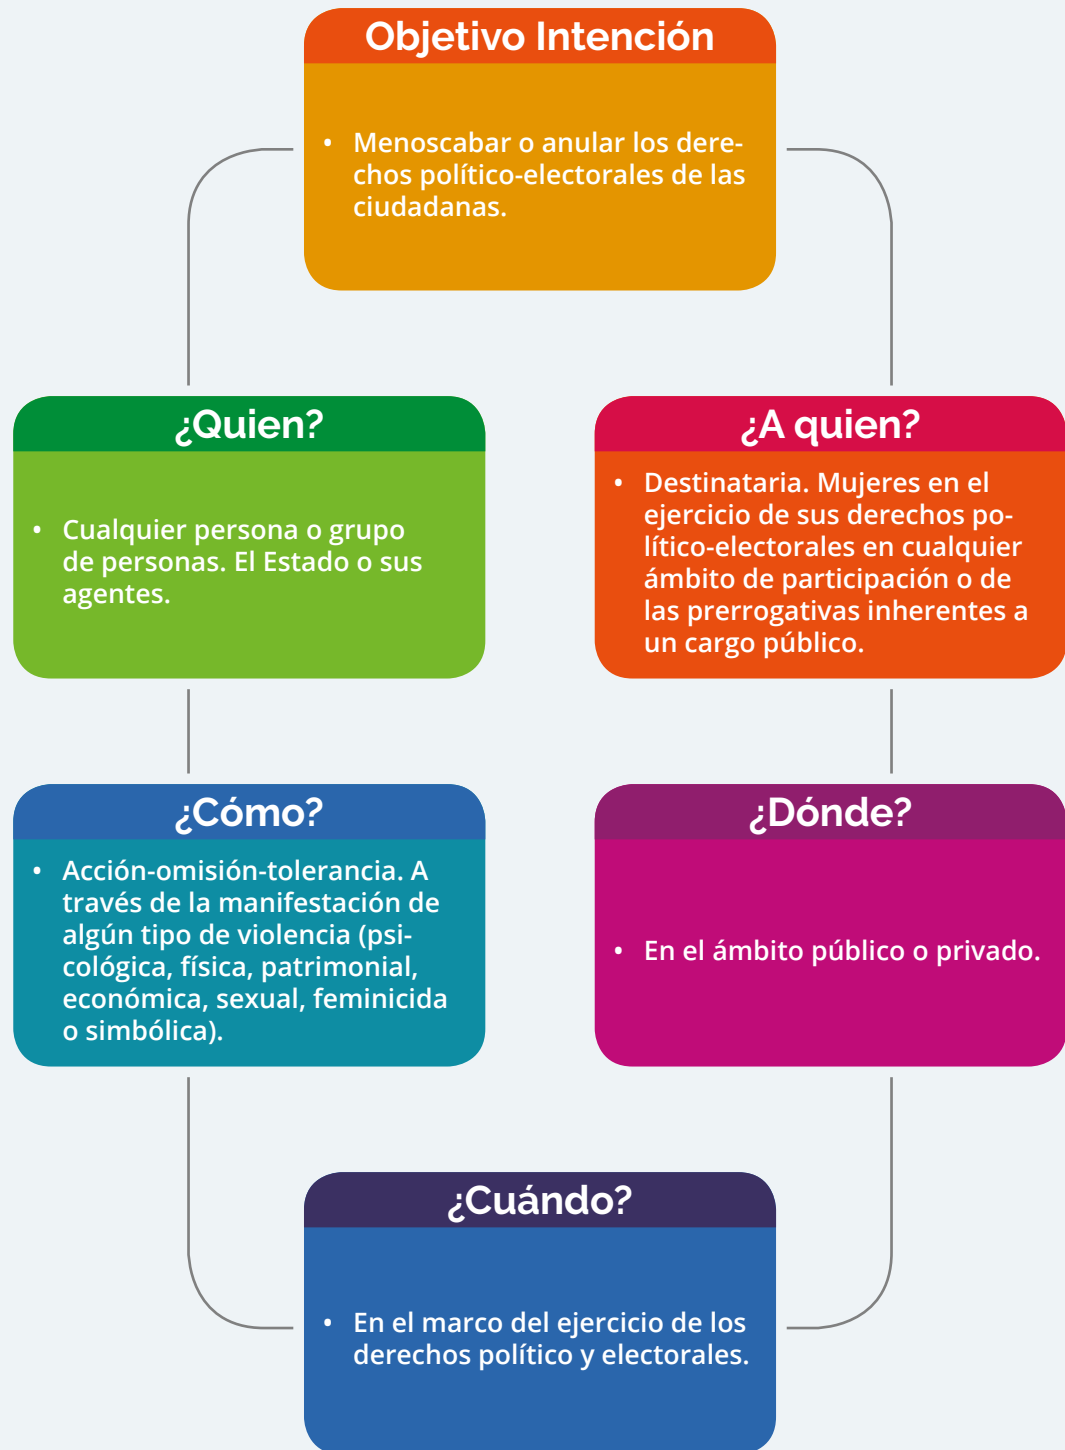 Objetivo Intención
• Menoscabar o anular los dere-
chos político-electorales de las
ciudadanas.
¿Quien?
• Cualquier persona o grupo
de personas. El Estado o sus
agentes.
¿A quien?
• Destinataria. Mujeres en el
ejercicio de sus derechos po-
lítico-electorales en cualquier
ámbito de participación o de
las prerrogativas inherentes a
un cargo público.
¿Cómo?
• Acción-omisión-tolerancia. A
través de la manifestación de
algún tipo de violencia (psi-
cológica, física, patrimonial,
económica, sexual, feminicida
o simbólica).
¿Dónde?
• En el ámbito público o privado.
¿Cuándo?
• En el marco del ejercicio de los
derechos político y electorales.